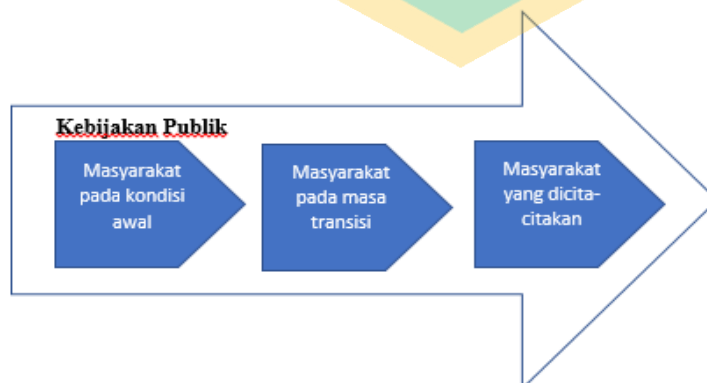 Kebijakan Publik
Masyarakat
pada kondisi
awal
Masyarakat
pada masa
transisi
Masyarakat
yang dicita-
citakan